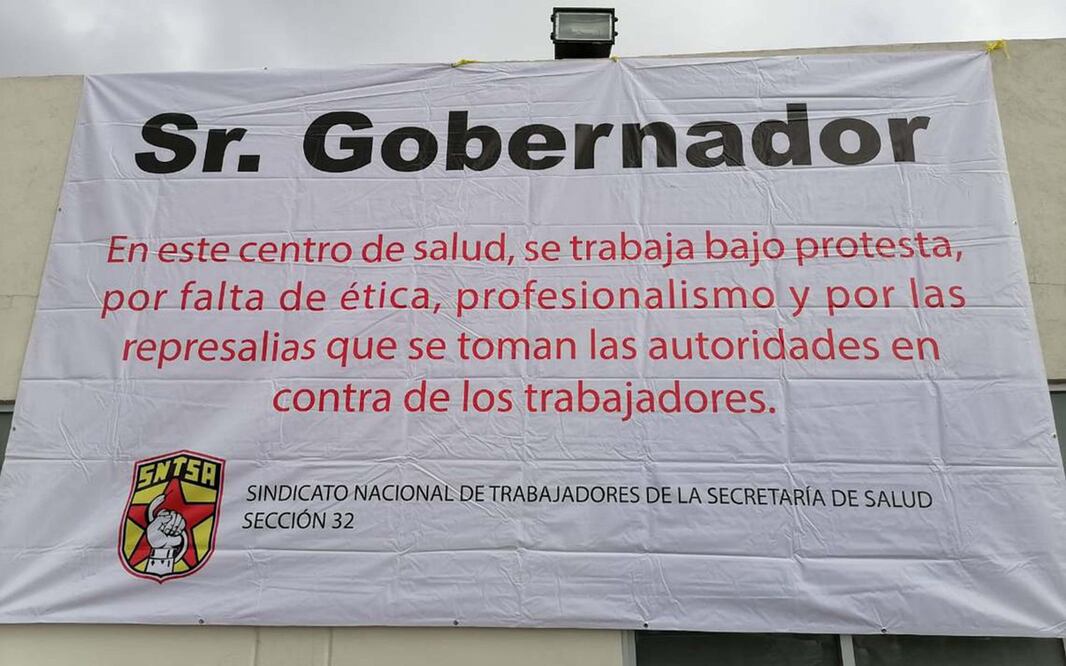 Sr. Gobernador
En este centro de salud, se trabaja bajo protesta,
por falta de ética, profesionalismo y por las
represalias que se toman las autoridades en
contra de los trabajadores.
SNTSA
SINDICATO NACIONAL DE TRABAJADORES DE LA SECRETARÍA DE SALUD
SECCIÓN 32